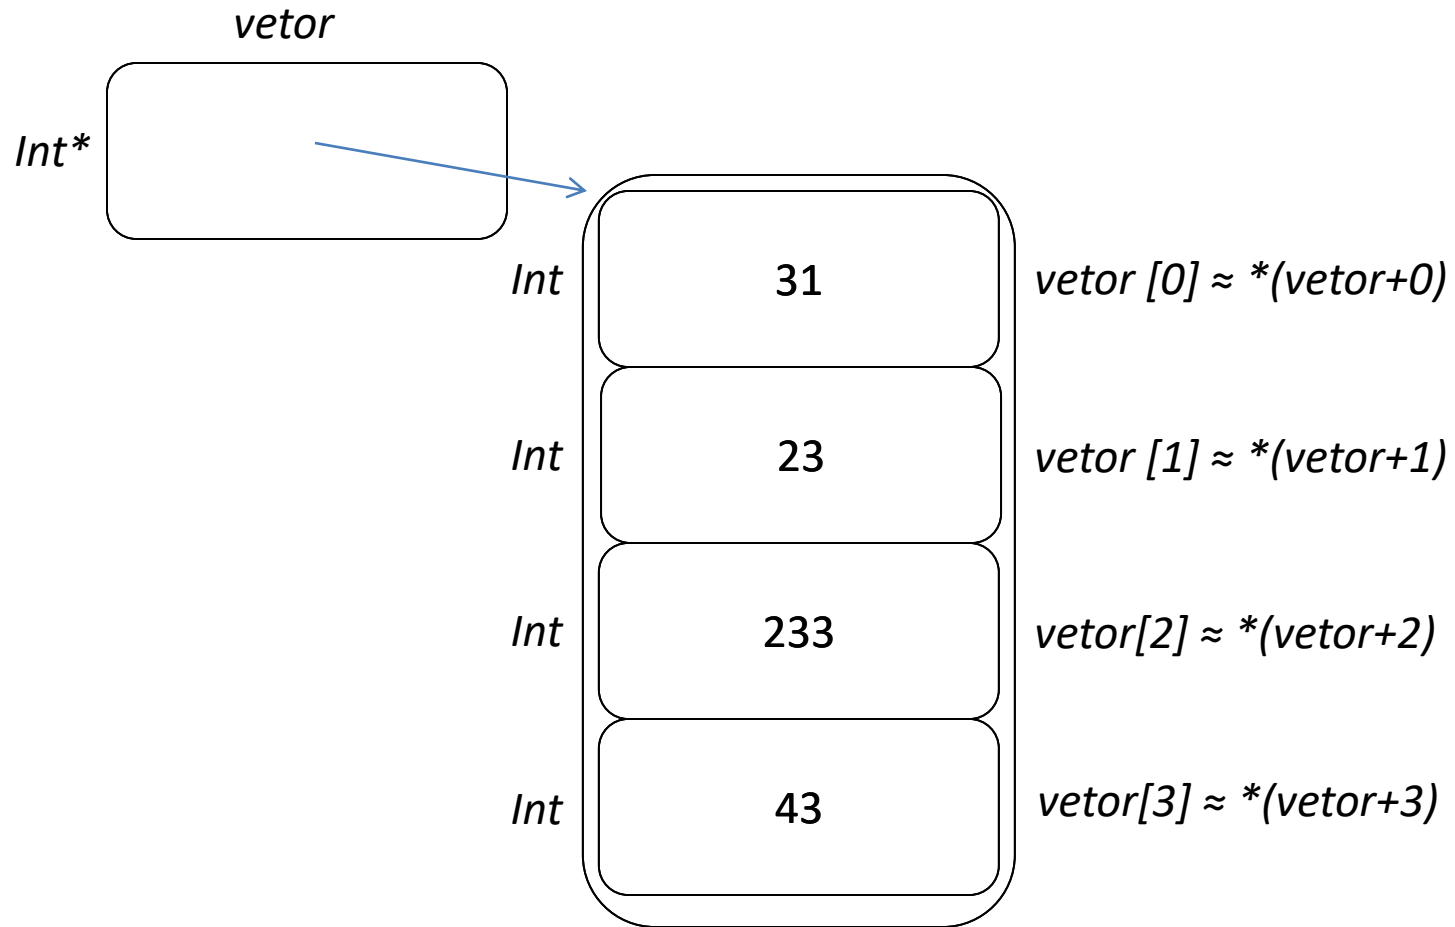 vetor
Int*
Int 31 vetor [0] ≈ *(vetor+0)
Int 23 vetor [1] ≈ *(vetor+1)
Int 233 vetor[2] ≈ *(vetor+2)
Int 43 vetor[3] ≈ *(vetor+3)